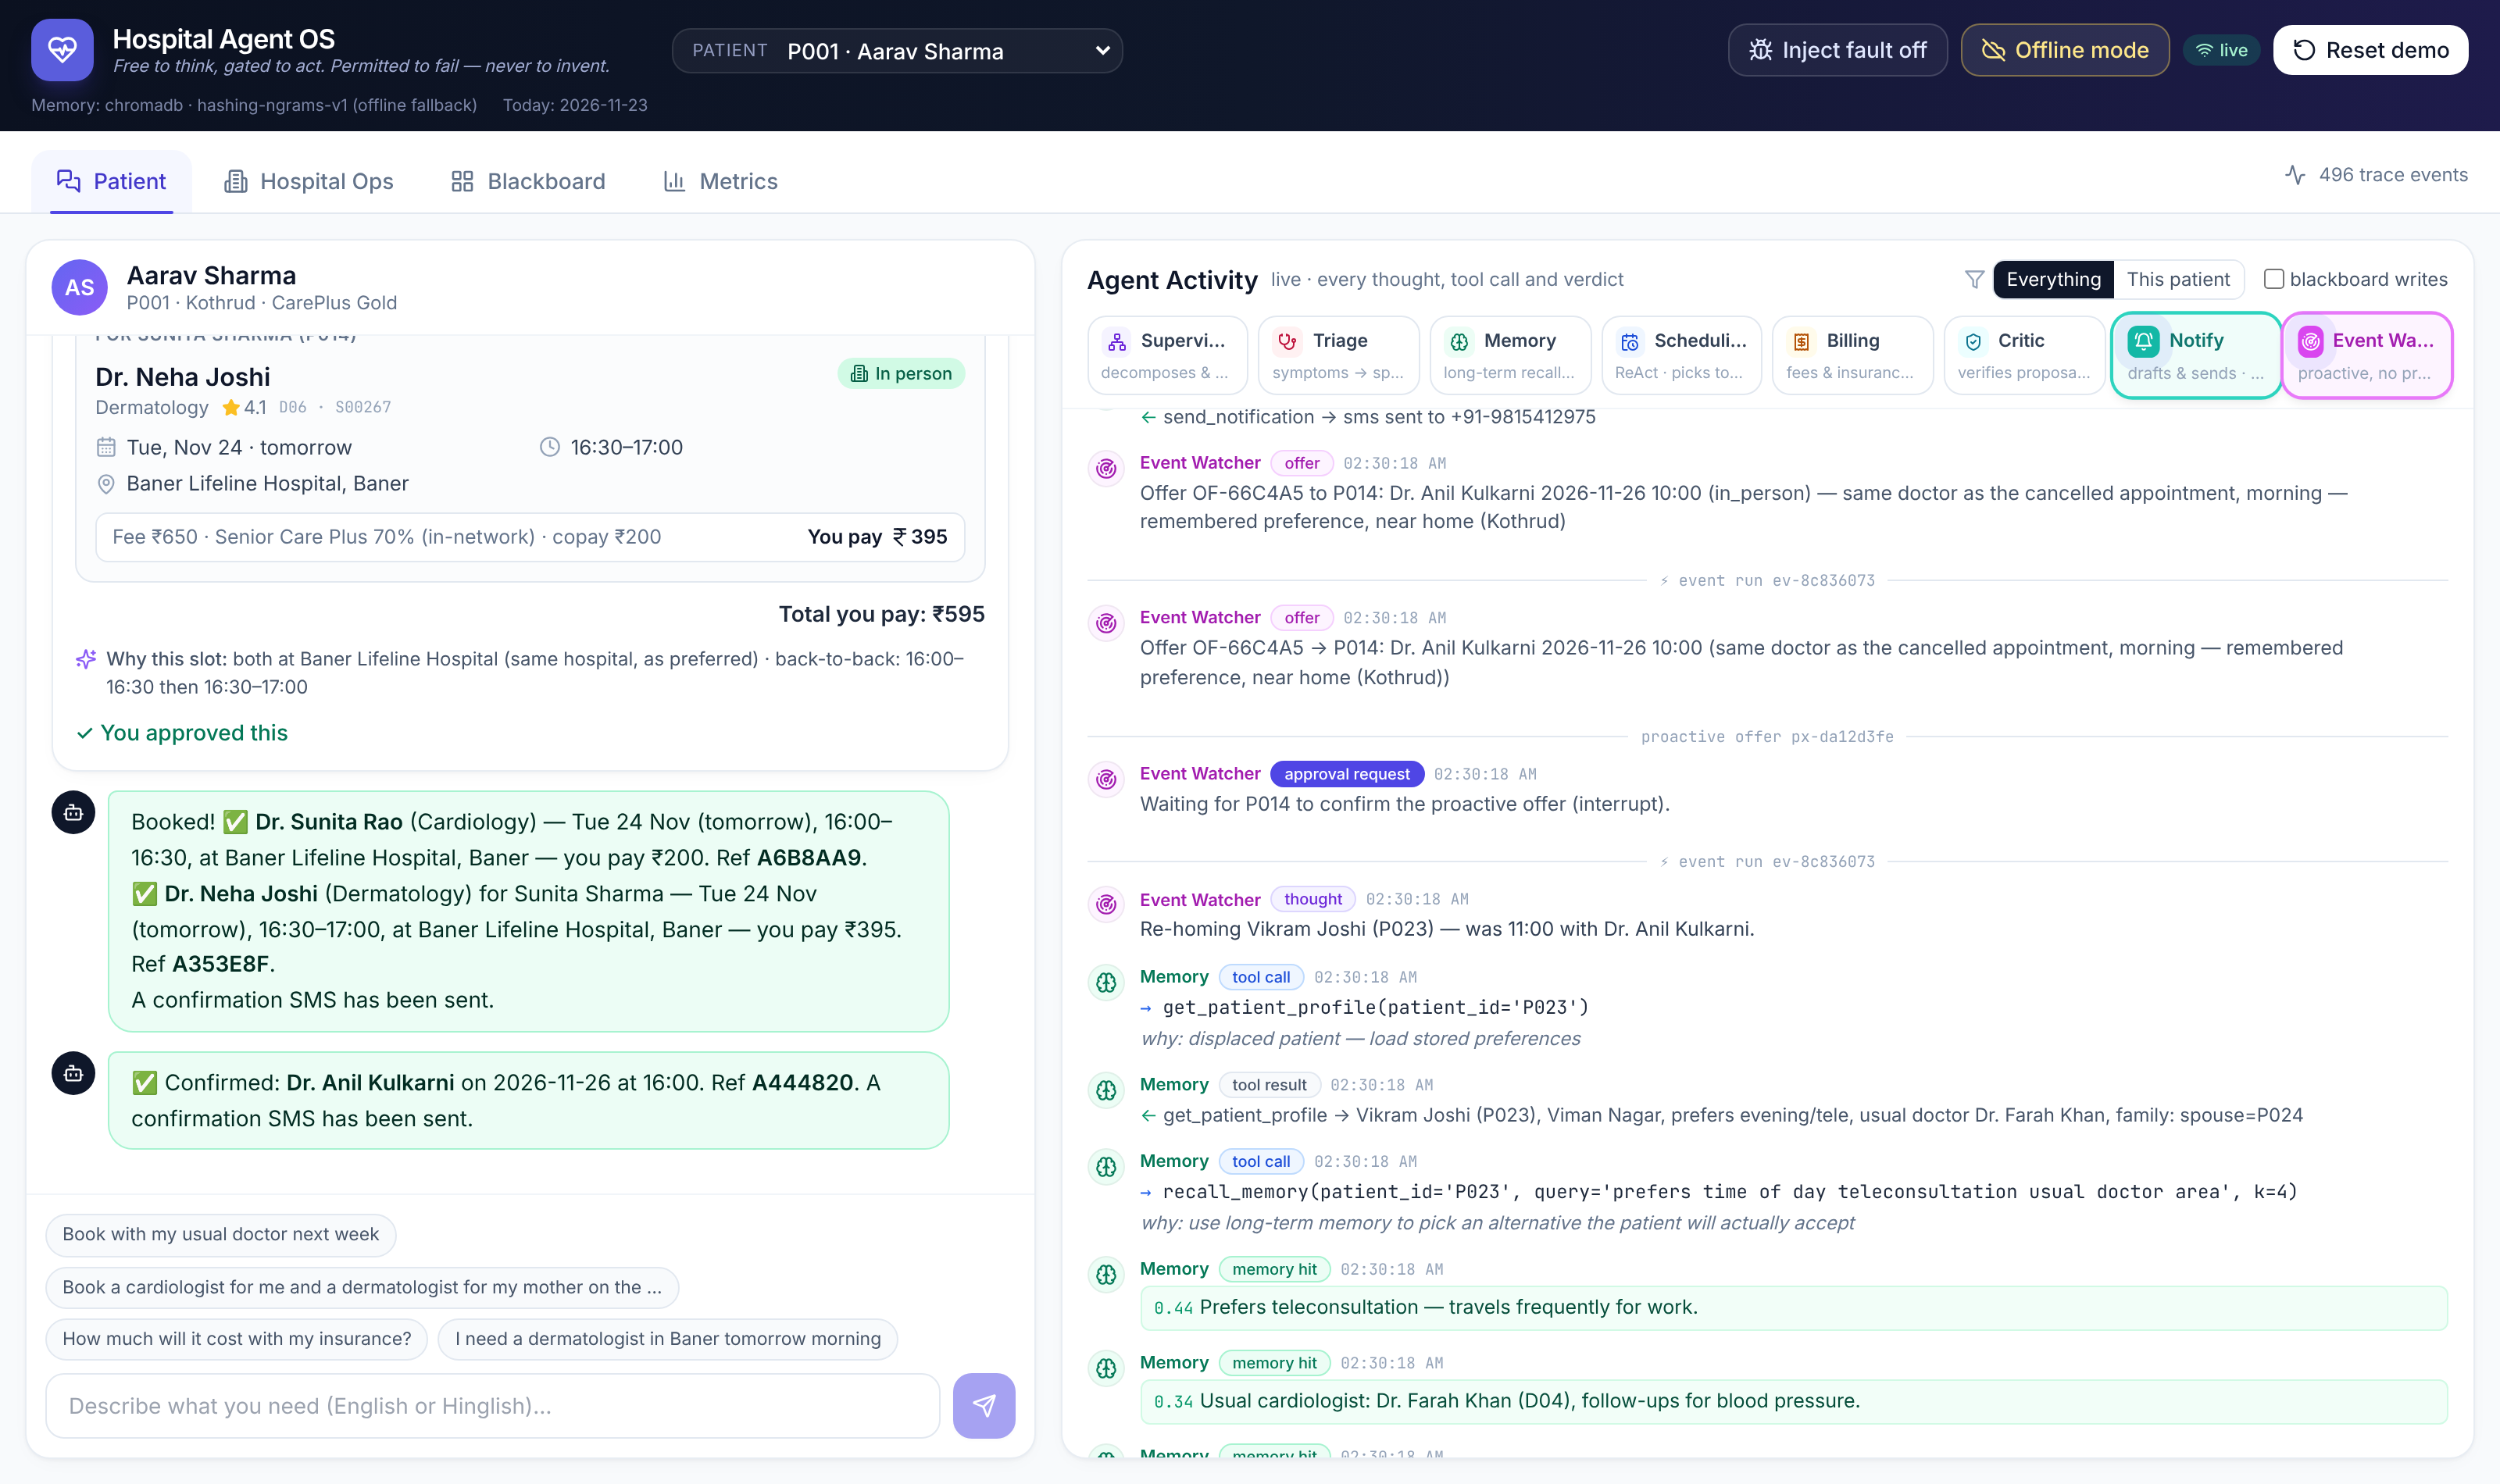 Hospital Agent OS
Free to think, gated to act. Permitted to fail — never to invent.
PATIENT P001 · Aarav Sharma
Inject fault off
Offline mode
live
Reset demo
Memory: chromadb · hashing-ngrams-v1 (offline fallback) Today: 2026-11-23
Patient
Hospital Ops
Blackboard
Metrics
496 trace events
AS
Aarav Sharma
P001 · Kothrud · CarePlus Gold
FOR SUNITA SHARMA (P014)
Dr. Neha Joshi
In person
Dermatology 4.1 D06 · S00267
Tue, Nov 24 · tomorrow
16:30–17:00
Baner Lifeline Hospital, Baner
Fee ₹650 · Senior Care Plus 70% (in-network) · copay ₹200
You pay ₹395
Total you pay: ₹595
Why this slot: both at Baner Lifeline Hospital (same hospital, as preferred) · back-to-back: 16:00–
16:30 then 16:30–17:00
✓ You approved this
Booked! ✅ Dr. Sunita Rao (Cardiology) — Tue 24 Nov (tomorrow), 16:00–
16:30, at Baner Lifeline Hospital, Baner — you pay ₹200. Ref A6B8AA9.
✅ Dr. Neha Joshi (Dermatology) for Sunita Sharma — Tue 24 Nov
(tomorrow), 16:30–17:00, at Baner Lifeline Hospital, Baner — you pay ₹395.
Ref A353E8F.
A confirmation SMS has been sent.
✅ Confirmed: Dr. Anil Kulkarni on 2026-11-26 at 16:00. Ref A444820. A
confirmation SMS has been sent.
Book with my usual doctor next week
Book a cardiologist for me and a dermatologist for my mother on the ...
How much will it cost with my insurance?
I need a dermatologist in Baner tomorrow morning
Describe what you need (English or Hinglish)...
Agent Activity live · every thought, tool call and verdict
Everything
This patient
blackboard writes
Supervi...
decomposes & ...
Triage
symptoms → sp...
Memory
long-term recall...
Scheduli...
ReAct · picks to...
Billing
fees & insuranc...
Critic
verifies proposa...
Notify
drafts & sends · ...
Event Wa...
proactive, no pr...
← send_notification → sms sent to +91-9815412975
Event Watcher offer 02:30:18 AM
Offer OF-66C4A5 to P014: Dr. Anil Kulkarni 2026-11-26 10:00 (in_person) — same doctor as the cancelled appointment, morning —
remembered preference, near home (Kothrud)
⚡ event run ev-8c836073
Event Watcher offer 02:30:18 AM
Offer OF-66C4A5 → P014: Dr. Anil Kulkarni 2026-11-26 10:00 (same doctor as the cancelled appointment, morning — remembered
preference, near home (Kothrud))
proactive offer px-da12d3fe
Event Watcher approval request 02:30:18 AM
Waiting for P014 to confirm the proactive offer (interrupt).
⚡ event run ev-8c836073
Event Watcher thought 02:30:18 AM
Re-homing Vikram Joshi (P023) — was 11:00 with Dr. Anil Kulkarni.
Memory tool call 02:30:18 AM
→ get_patient_profile(patient_id='P023')
why: displaced patient — load stored preferences
Memory tool result 02:30:18 AM
← get_patient_profile → Vikram Joshi (P023), Viman Nagar, prefers evening/tele, usual doctor Dr. Farah Khan, family: spouse=P024
Memory tool call 02:30:18 AM
→ recall_memory(patient_id='P023', query='prefers time of day teleconsultation usual doctor area', k=4)
why: use long-term memory to pick an alternative the patient will actually accept
Memory memory hit 02:30:18 AM
0.44 Prefers teleconsultation — travels frequently for work.
Memory memory hit 02:30:18 AM
0.34 Usual cardiologist: Dr. Farah Khan (D04), follow-ups for blood pressure.
Memory memory hit 02:30:18 AM